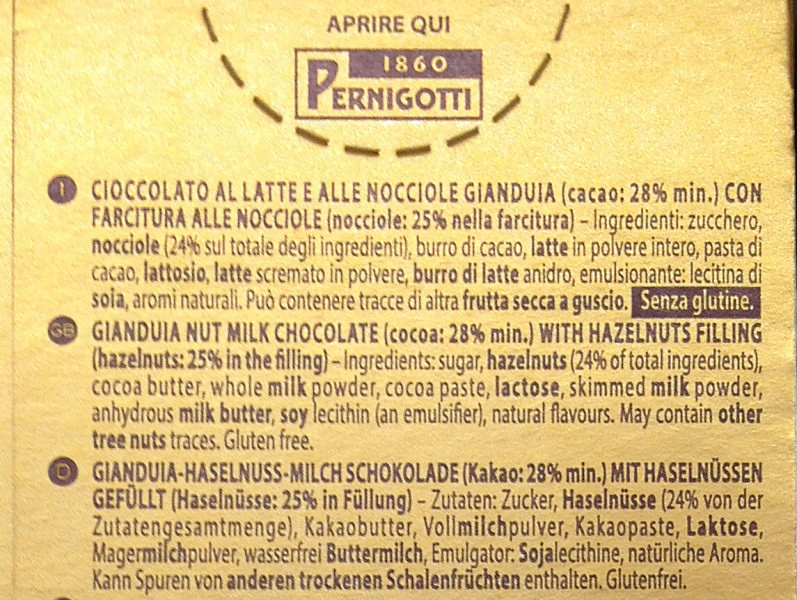 APRIRE QUI
1860
PERNIGOTTI
I CIOCCOLATO AL LATTE E ALLE NOCCIOLE GIANDUIA (cacao: 28% min.) CON
FARCITURA ALLE NOCCIOLE (nocciole: 25% nella farcitura) – Ingredienti: zucchero,
nocciole (24% sul totale degli ingredienti), burro di cacao, latte in polvere intero, pasta di
cacao, lattosio, latte scremato in polvere, burro di latte anidro, emulsionante: lecitina di
soia, aromi naturali. Può contenere tracce di altra frutta secca a guscio. Senza glutine.
GB GIANDUIA NUT MILK CHOCOLATE (cocoa: 28% min.) WITH HAZELNUTS FILLING
(hazelnuts: 25% in the filling) – Ingredients: sugar, hazelnuts (24% of total ingredients),
cocoa butter, whole milk powder, cocoa paste, lactose, skimmed milk powder,
anhydrous milk butter, soy lecithin (an emulsifier), natural flavours. May contain other
tree nuts traces. Gluten free.
D GIANDUIA-HASELNUSS-MILCH SCHOKOLADE (Kakao: 28% min.) MIT HASELNÜSSEN
GEFÜLLT (Haselnüsse: 25% in Füllung) – Zutaten: Zucker, Haselnüsse (24% von der
Zutatengesamtmenge), Kakaobutter, Vollmilchpulver, Kakaopaste, Laktose,
Magermilchpulver, wasserfrei Buttermilch, Emulgator: Sojalecithine, natürliche Aroma.
Kann Spuren von anderen trockenen Schalenfrüchten enthalten. Glutenfrei.